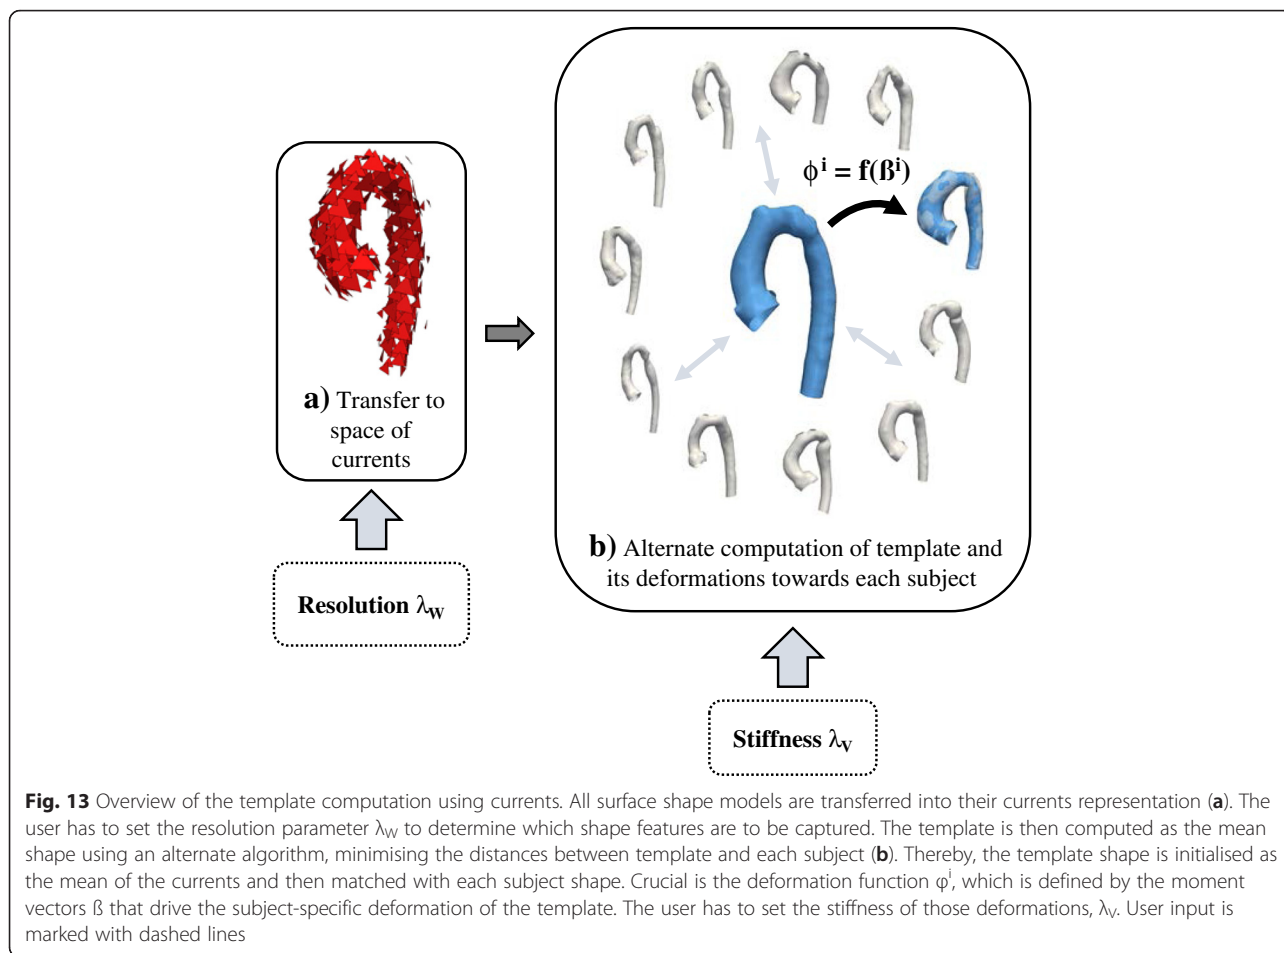 ϕⁱ = f(ßⁱ)
a) Transfer to
space of
currents
b) Alternate computation of template and
its deformations towards each subject
Resolution λ_W
Stiffness λ_V
Fig. 13 Overview of the template computation using currents. All surface shape models are transferred into their currents representation (a). The
user has to set the resolution parameter λ_W to determine which shape features are to be captured. The template is then computed as the mean
shape using an alternate algorithm, minimising the distances between template and each subject (b). Thereby, the template shape is initialised as
the mean of the currents and then matched with each subject shape. Crucial is the deformation function φⁱ, which is defined by the moment
vectors ß that drive the subject-specific deformation of the template. The user has to set the stiffness of those deformations, λ_V. User input is
marked with dashed lines